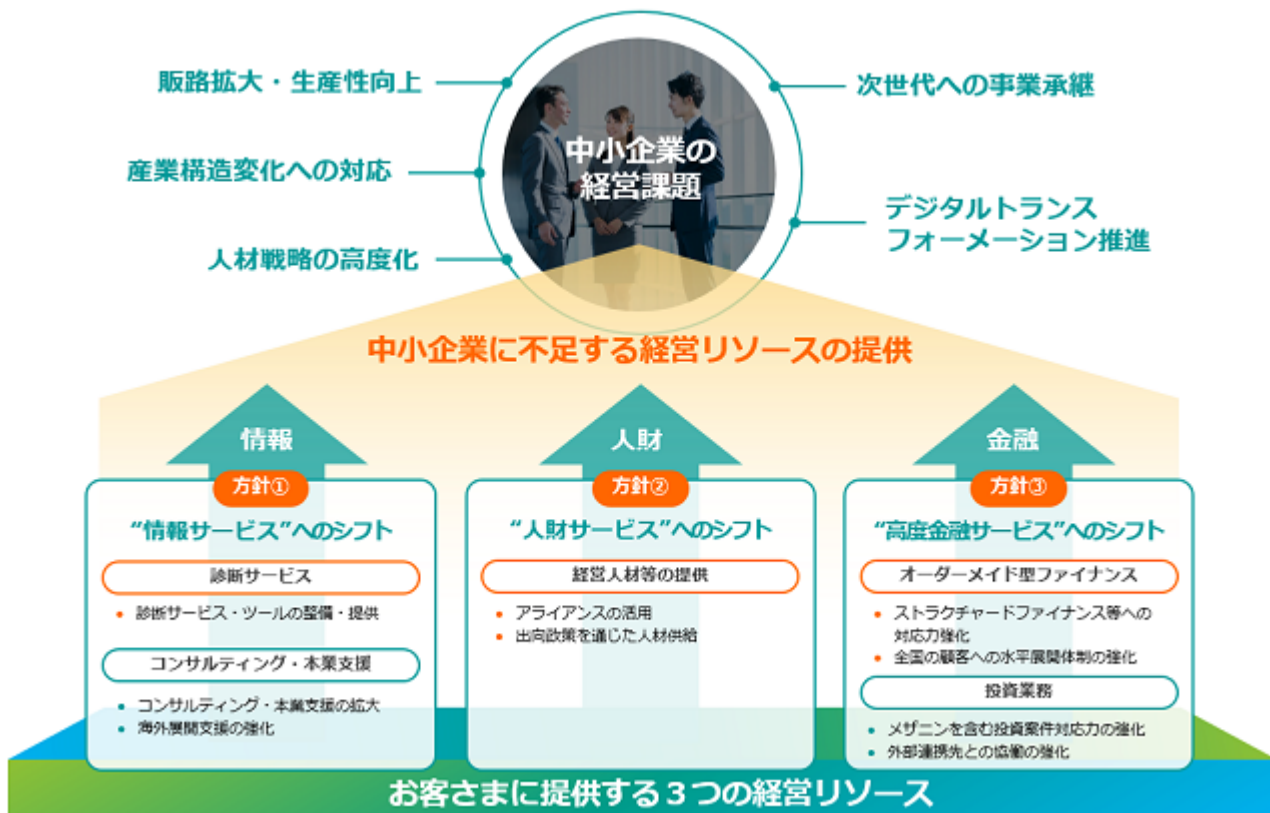 販路拡大・生産性向上
産業構造変化への対応
人材戦略の高度化
中小企業の
経営課題
次世代への事業承継
デジタルトランス
フォーメーション推進
中小企業に不足する経営リソースの提供
情報
方針①
“情報サービス”へのシフト
診断サービス
• 診断サービス・ツールの整備・提供
コンサルティング・本業支援
• コンサルティング・本業支援の拡大
• 海外展開支援の強化
人財
方針②
“人財サービス”へのシフト
経営人材等の提供
• アライアンスの活用
• 出向政策を通じた人材供給
金融
方針③
“高度金融サービス”へのシフト
オーダーメイド型ファイナンス
• ストラクチャードファイナンス等への
対応力強化
• 全国の顧客への水平展開体制の強化
投資業務
• メザニンを含む投資案件対応力の強化
• 外部連携先との協働の強化
お客さまに提供する３つの経営リソース